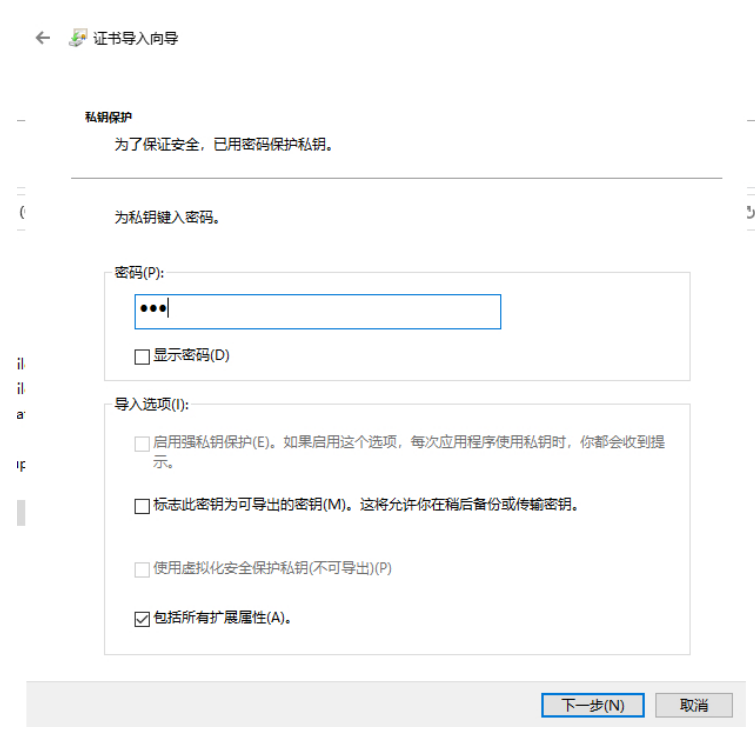 证书导入向导
私钥保护
为了保证安全，已用密码保护私钥。
为私钥键入密码。
密码(P):
•••
显示密码(D)
导入选项(I):
启用强私钥保护(E)。如果启用这个选项，每次应用程序使用私钥时，你都会收到提
示。
标志此密钥为可导出的密钥(M)。这将允许你在稍后备份或传输密钥。
使用虚拟化安全保护私钥(不可导出)(P)
包括所有扩展属性(A)。
下一步(N)
取消